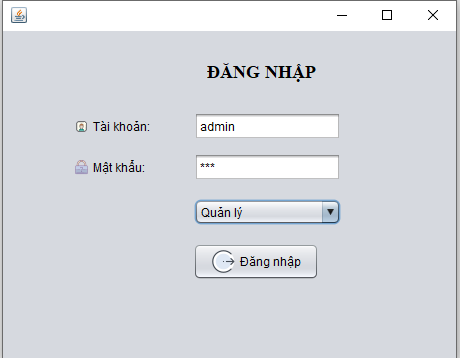 ĐĂNG NHẬP
Tài khoản: admin
Mật khẩu: ***
Quản lý
Đăng nhập